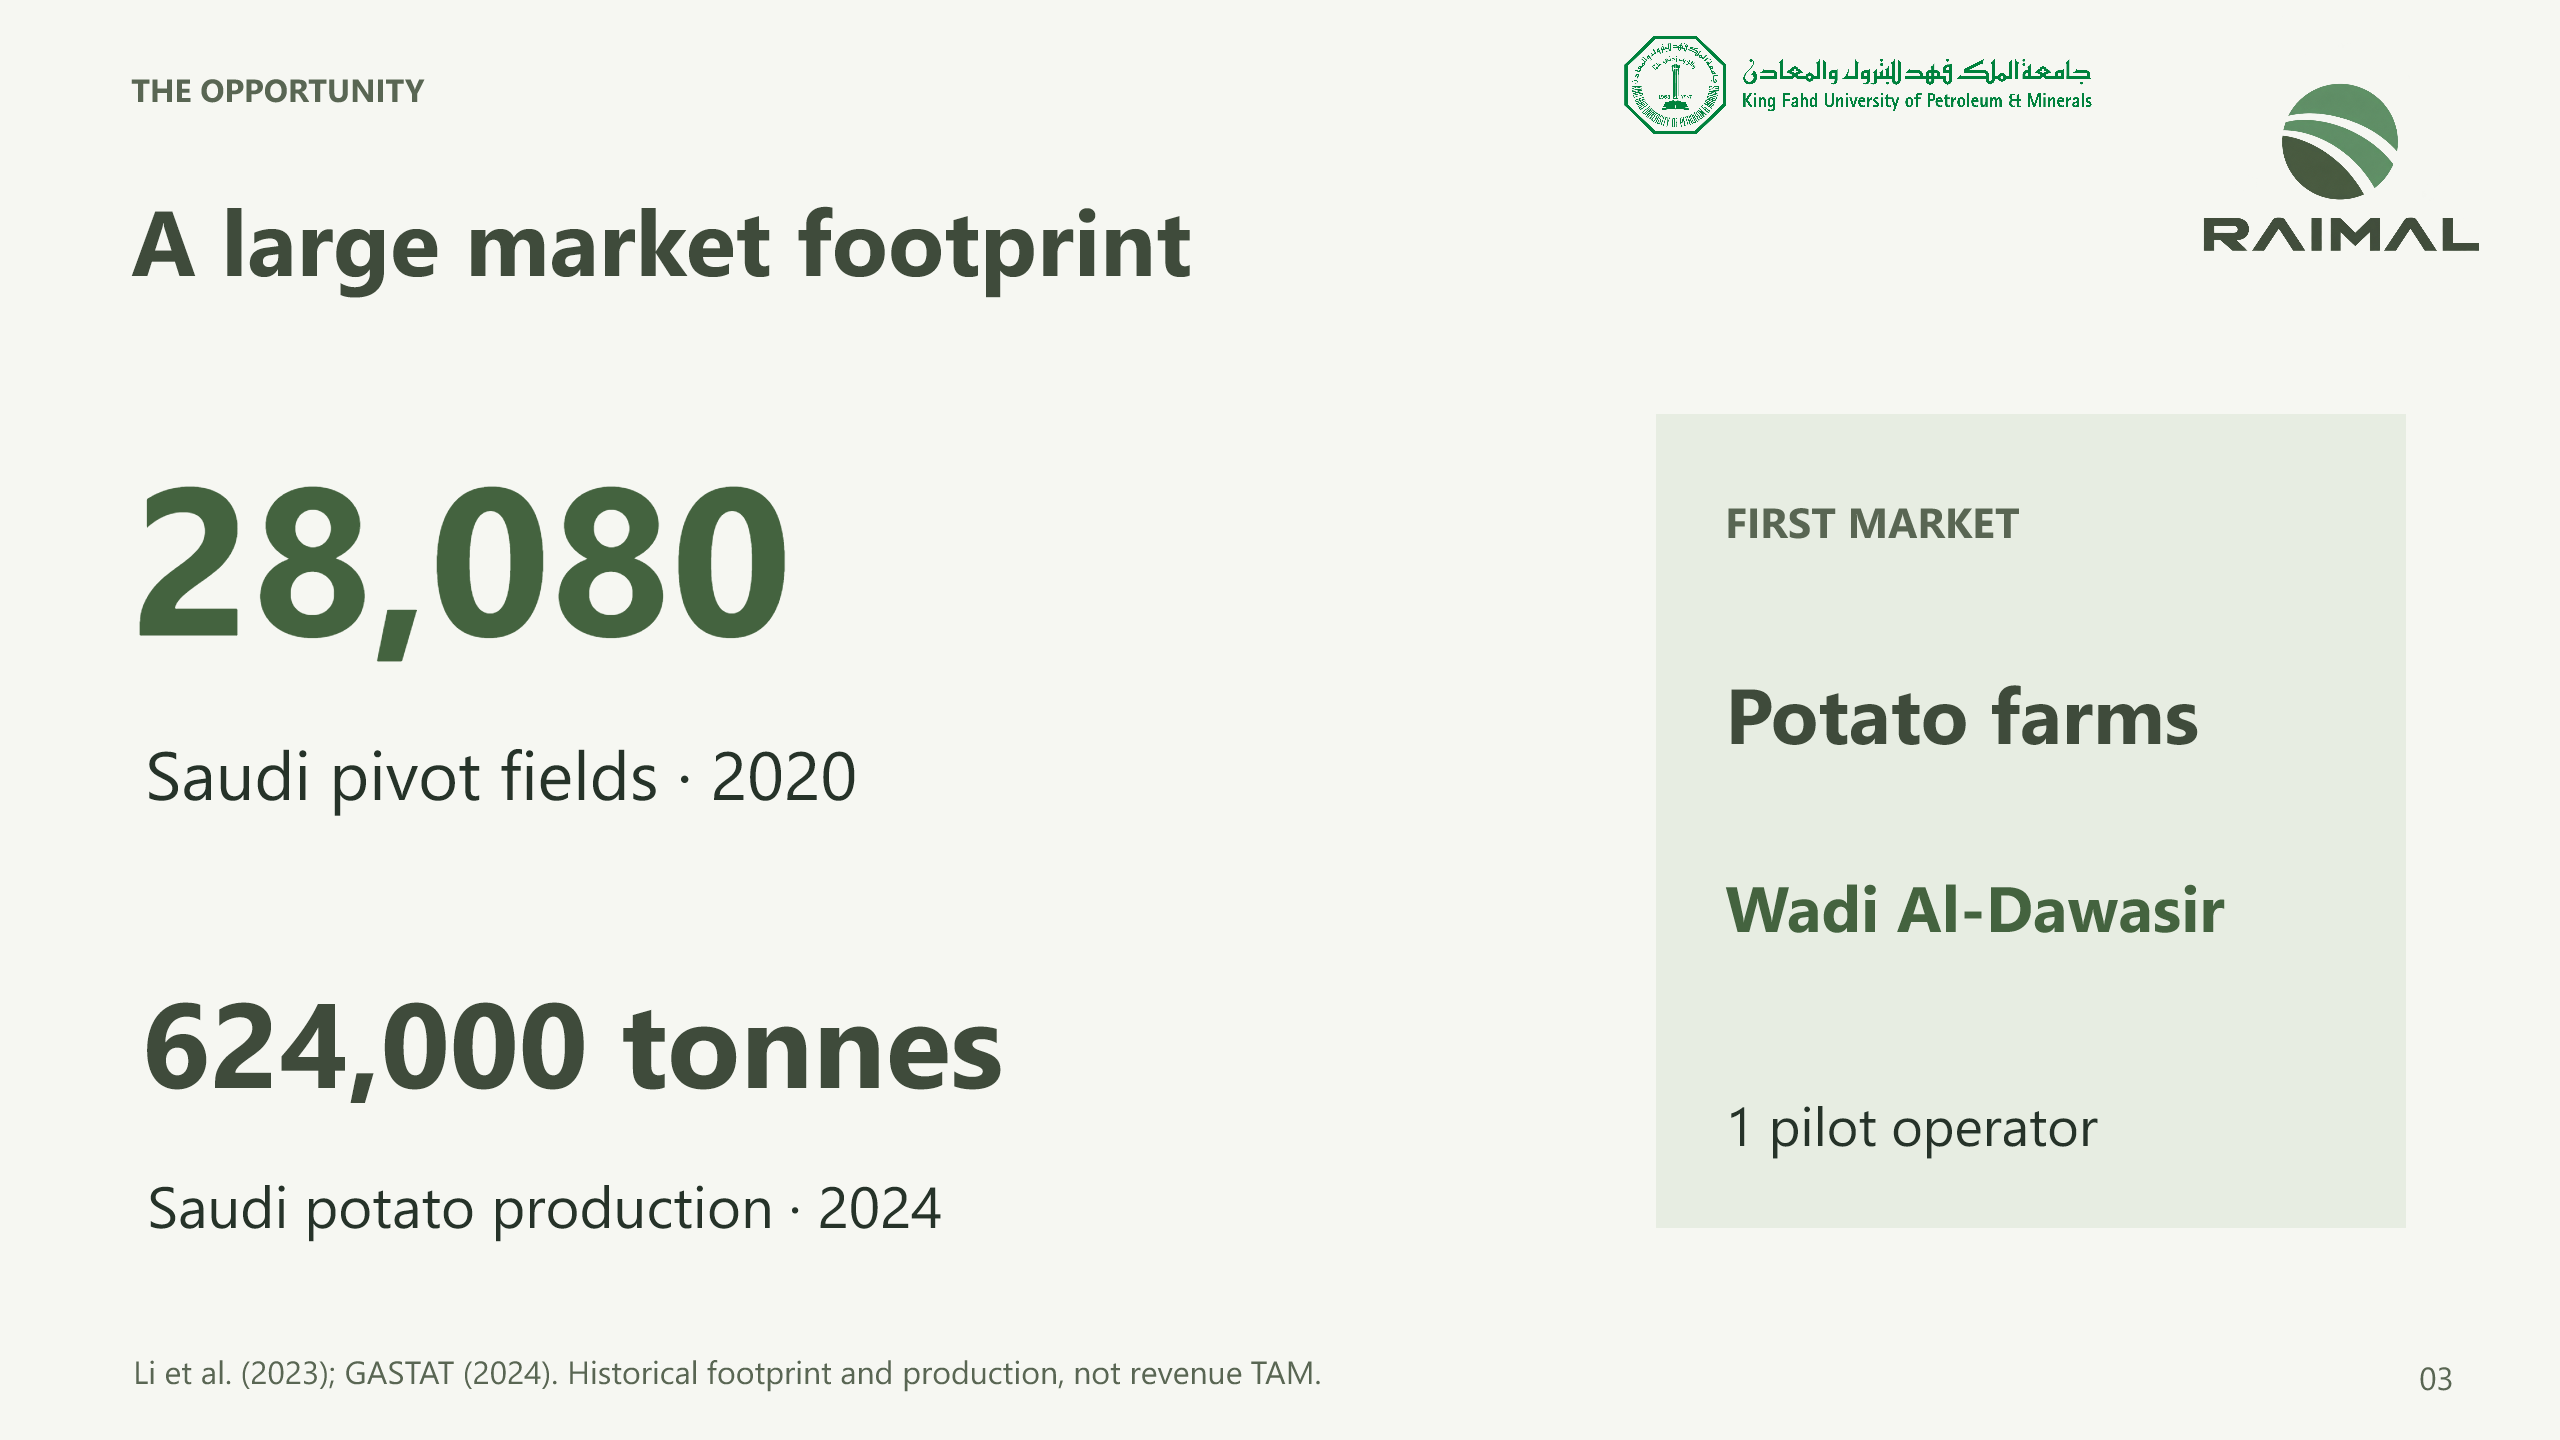 THE OPPORTUNITY
جامعة الملك فهد للبترول والمعادن
King Fahd University of Petroleum & Minerals
RAIMAL
A large market footprint
28,080
Saudi pivot fields · 2020
624,000 tonnes
Saudi potato production · 2024
FIRST MARKET
Potato farms
Wadi Al-Dawasir
1 pilot operator
Li et al. (2023); GASTAT (2024). Historical footprint and production, not revenue TAM.
03